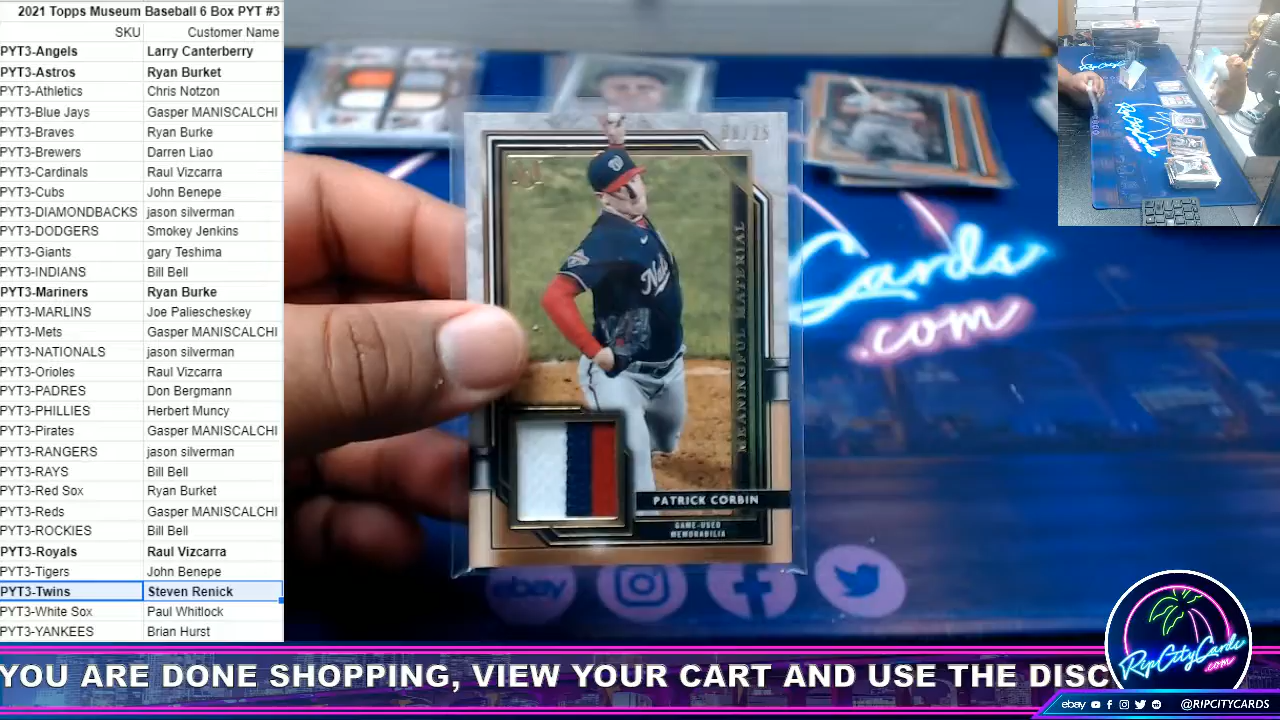 2021 Topps Museum Baseball 6 Box PYT #3
SKU Customer Name
PYT3-Angels Larry Canterberry
PYT3-Astros Ryan Burket
PYT3-Athletics Chris Notzon
PYT3-Blue Jays Gasper MANISCALCHI
PYT3-Braves Ryan Burke
PYT3-Brewers Darren Liao
PYT3-Cardinals Raul Vizcarra
PYT3-Cubs John Benepe
PYT3-DIAMONDBACKS jason silverman
PYT3-DODGERS Smokey Jenkins
PYT3-Giants gary Teshima
PYT3-INDIANS Bill Bell
PYT3-Mariners Ryan Burke
PYT3-MARLINS Joe Paliescheskey
PYT3-Mets Gasper MANISCALCHI
PYT3-NATIONALS jason silverman
PYT3-Orioles Raul Vizcarra
PYT3-PADRES Don Bergmann
PYT3-PHILLIES Herbert Muncy
PYT3-Pirates Gasper MANISCALCHI
PYT3-RANGERS jason silverman
PYT3-RAYS Bill Bell
PYT3-Red Sox Ryan Burket
PYT3-Reds Gasper MANISCALCHI
PYT3-ROCKIES Bill Bell
PYT3-Royals Raul Vizcarra
PYT3-Tigers John Benepe
PYT3-Twins Steven Renick
PYT3-White Sox Paul Whitlock
PYT3-YANKEES Brian Hurst
MEANINGFUL MATERIAL
PATRICK CORBIN
GAME-USED
MEMORABILIA
Cards
.com
ebay
YOU ARE DONE SHOPPING, VIEW YOUR CART AND USE THE DISC
RipCityCards
.com
ebay @RIPCITYCARDS